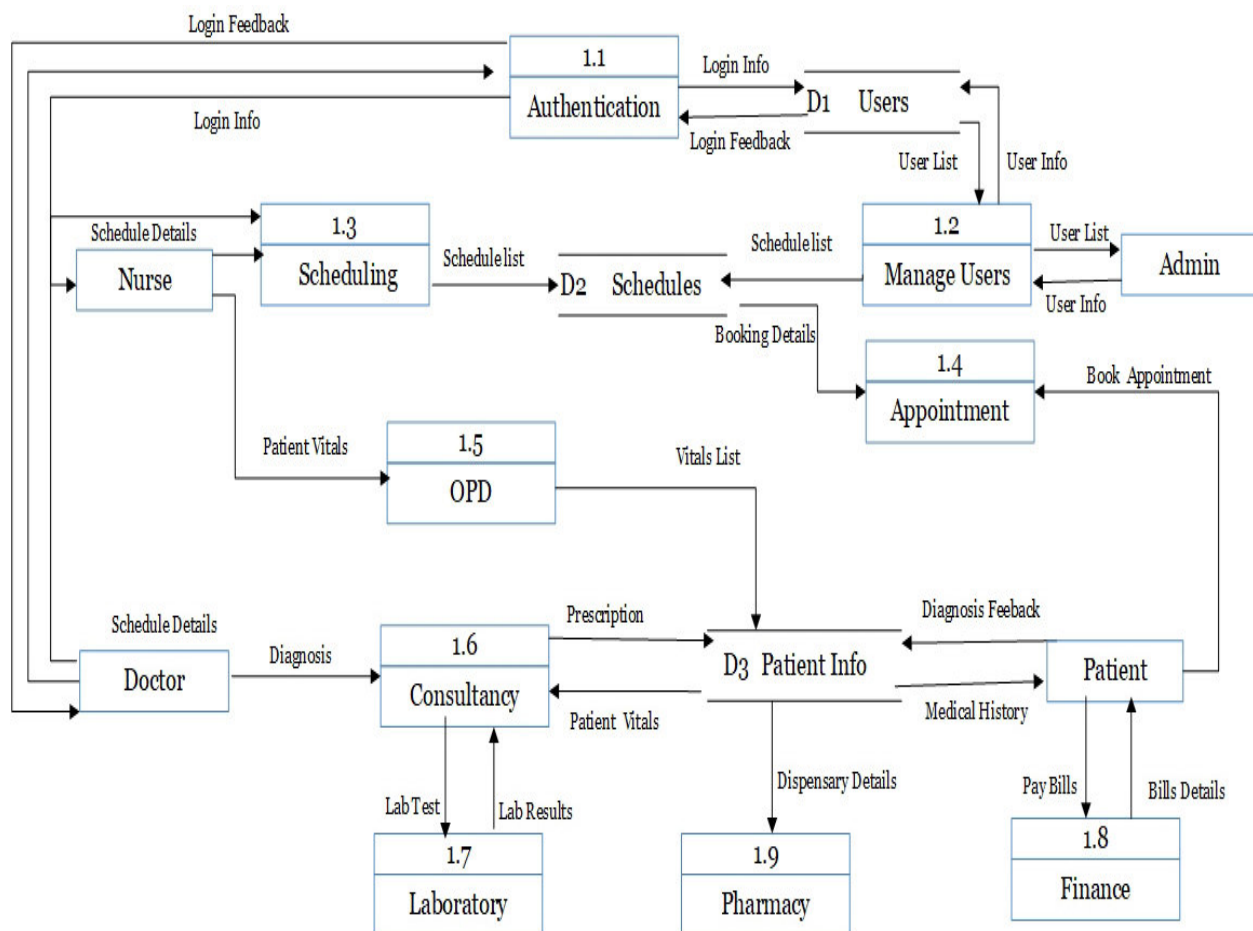 Login Feedback
1.1
Authentication
Login Info
D1 Users
Login Info
Login Feedback
User List
User Info
Schedule Details
1.3
Scheduling
Nurse
Schedule list
D2 Schedules
Schedule list
1.2
Manage Users
User List
Admin
User Info
Booking Details
1.4
Appointment
Book Appointment
Patient Vitals
1.5
OPD
Vitals List
Schedule Details
Doctor
Diagnosis
1.6
Consultancy
Prescription
D3 Patient Info
Diagnosis Feeback
Patient
Patient Vitals
Medical History
Lab Test
Lab Results
Dispensary Details
Pay Bills
Bills Details
1.7
Laboratory
1.9
Pharmacy
1.8
Finance